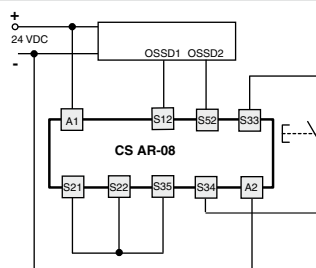 +
24 VDC
-
OSSD1 OSSD2
A1 S12 S52 S33
CS AR-08
S21 S22 S35 S34 A2